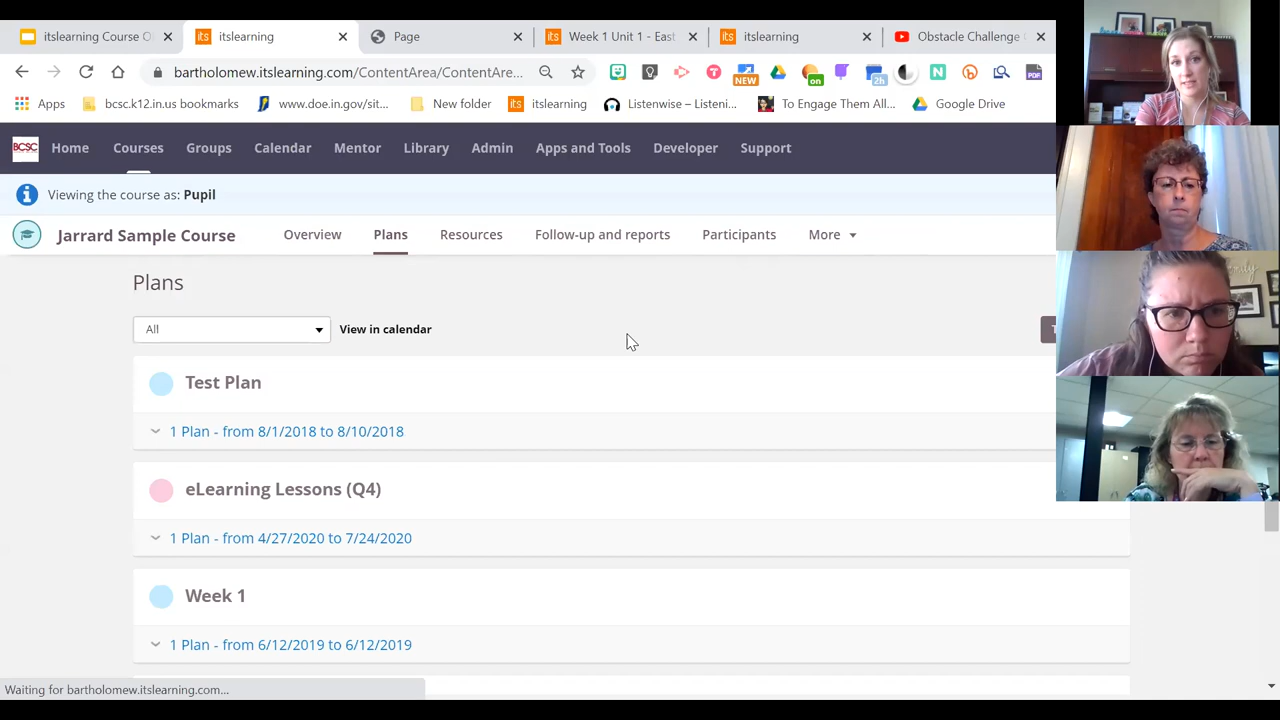 itslearning Course O
itslearning
Page
Week 1 Unit 1 - East
itslearning
Obstacle Challenge
bartholomew.itslearning.com/ContentArea/ContentAre...
NEW
on
2h
N
PDF
Apps
bcsc.k12.in.us bookmarks
www.doe.in.gov/sit...
New folder
its itslearning
Listenwise – Listeni...
To Engage Them All...
Google Drive
BCSC Home Courses Groups Calendar Mentor Library Admin Apps and Tools Developer Support
Viewing the course as: Pupil
Jarrard Sample Course Overview Plans Resources Follow-up and reports Participants More
Plans
All View in calendar
Test Plan
1 Plan - from 8/1/2018 to 8/10/2018
eLearning Lessons (Q4)
1 Plan - from 4/27/2020 to 7/24/2020
Week 1
1 Plan - from 6/12/2019 to 6/12/2019
Waiting for bartholomew.itslearning.com...